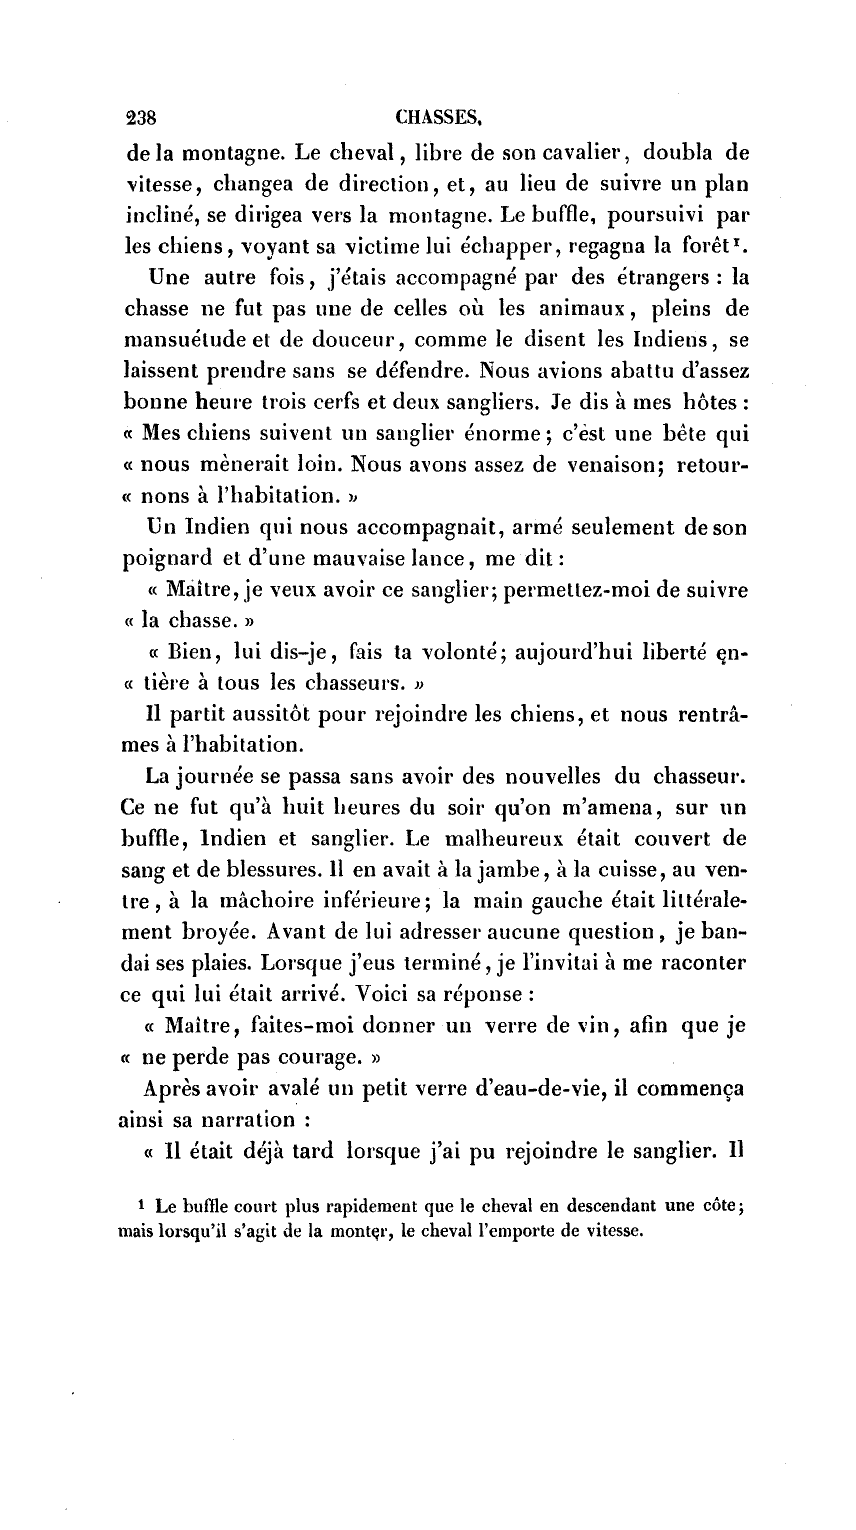 238 CHASSES.
de la montagne. Le cheval, libre de son cavalier, doubla de
vitesse, changea de direction, et, au lieu de suivre un plan
incliné, se dirigea vers la montagne. Le buffle, poursuivi par
les chiens, voyant sa victime lui échapper, regagna la forêt¹.
Une autre fois, j'étais accompagné par des étrangers : la
chasse ne fut pas une de celles où les animaux, pleins de
mansuétude et de douceur, comme le disent les Indiens, se
laissent prendre sans se défendre. Nous avions abattu d'assez
bonne heure trois cerfs et deux sangliers. Je dis à mes hôtes :
« Mes chiens suivent un sanglier énorme; c'est une bête qui
« nous mènerait loin. Nous avons assez de venaison; retour-
« nons à l'habitation. »
Un Indien qui nous accompagnait, armé seulement de son
poignard et d'une mauvaise lance, me dit :
« Maître, je veux avoir ce sanglier; permettez-moi de suivre
« la chasse. »
« Bien, lui dis-je, fais ta volonté; aujourd'hui liberté en-
« tière à tous les chasseurs. »
Il partit aussitôt pour rejoindre les chiens, et nous rentrâ-
mes à l'habitation.
La journée se passa sans avoir des nouvelles du chasseur.
Ce ne fut qu'à huit heures du soir qu'on m'amena, sur un
buffle, Indien et sanglier. Le malheureux était couvert de
sang et de blessures. Il en avait à la jambe, à la cuisse, au ven-
tre, à la mâchoire inférieure; la main gauche était littérale-
ment broyée. Avant de lui adresser aucune question, je ban-
dai ses plaies. Lorsque j'eus terminé, je l'invitai à me raconter
ce qui lui était arrivé. Voici sa réponse :
« Maître, faites-moi donner un verre de vin, afin que je
« ne perde pas courage. »
Après avoir avalé un petit verre d'eau-de-vie, il commença
ainsi sa narration :
« Il était déjà tard lorsque j'ai pu rejoindre le sanglier. Il
1 Le buffle court plus rapidement que le cheval en descendant une côte;
mais lorsqu'il s'agit de la monter, le cheval l'emporte de vitesse.